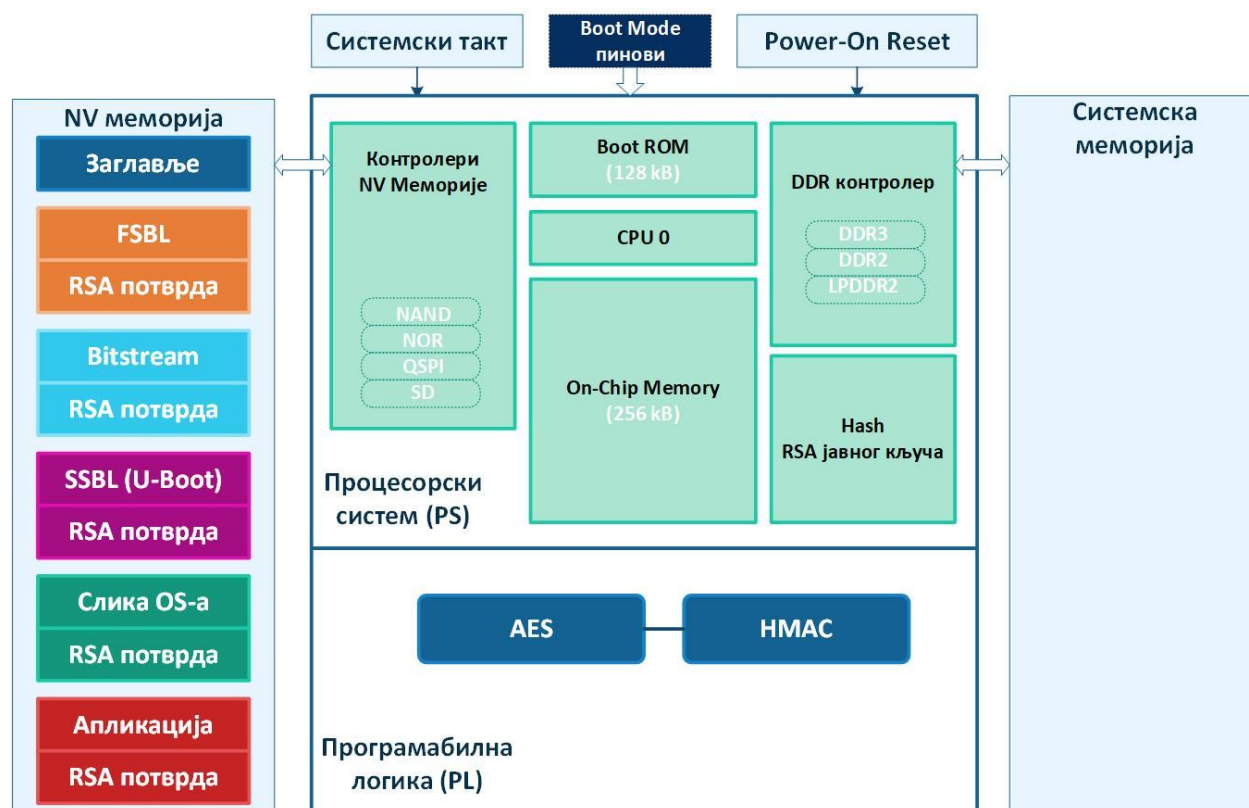 Системски такт
Boot Mode
пинови
Power-On Reset
NV меморија
Заглавље
FSBL
RSA потврда
Bitstream
RSA потврда
SSBL (U-Boot)
RSA потврда
Слика OS-а
RSA потврда
Апликација
RSA потврда
Контролери
NV Меморије
NAND
NOR
QSPI
SD
Boot ROM
(128 kB)
CPU 0
On-Chip Memory
(256 kB)
DDR контролер
DDR3
DDR2
LPDDR2
Hash
RSA јавног кључа
Процесорски
систем (PS)
AES
HMAC
Програмабилна
логика (PL)
Системска
меморија